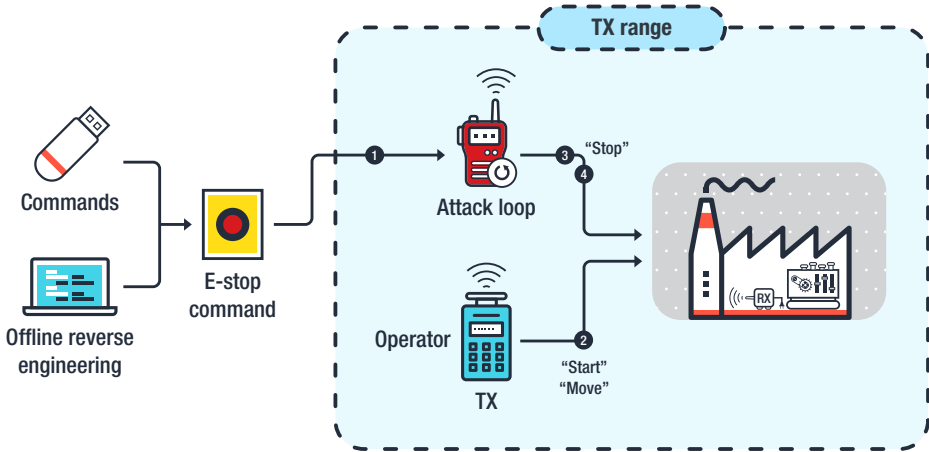 TX range
Commands
Offline reverse
engineering
E-stop
command
1
Attack loop
3
"Stop"
4
Operator
TX
2
"Start"
"Move"
RX